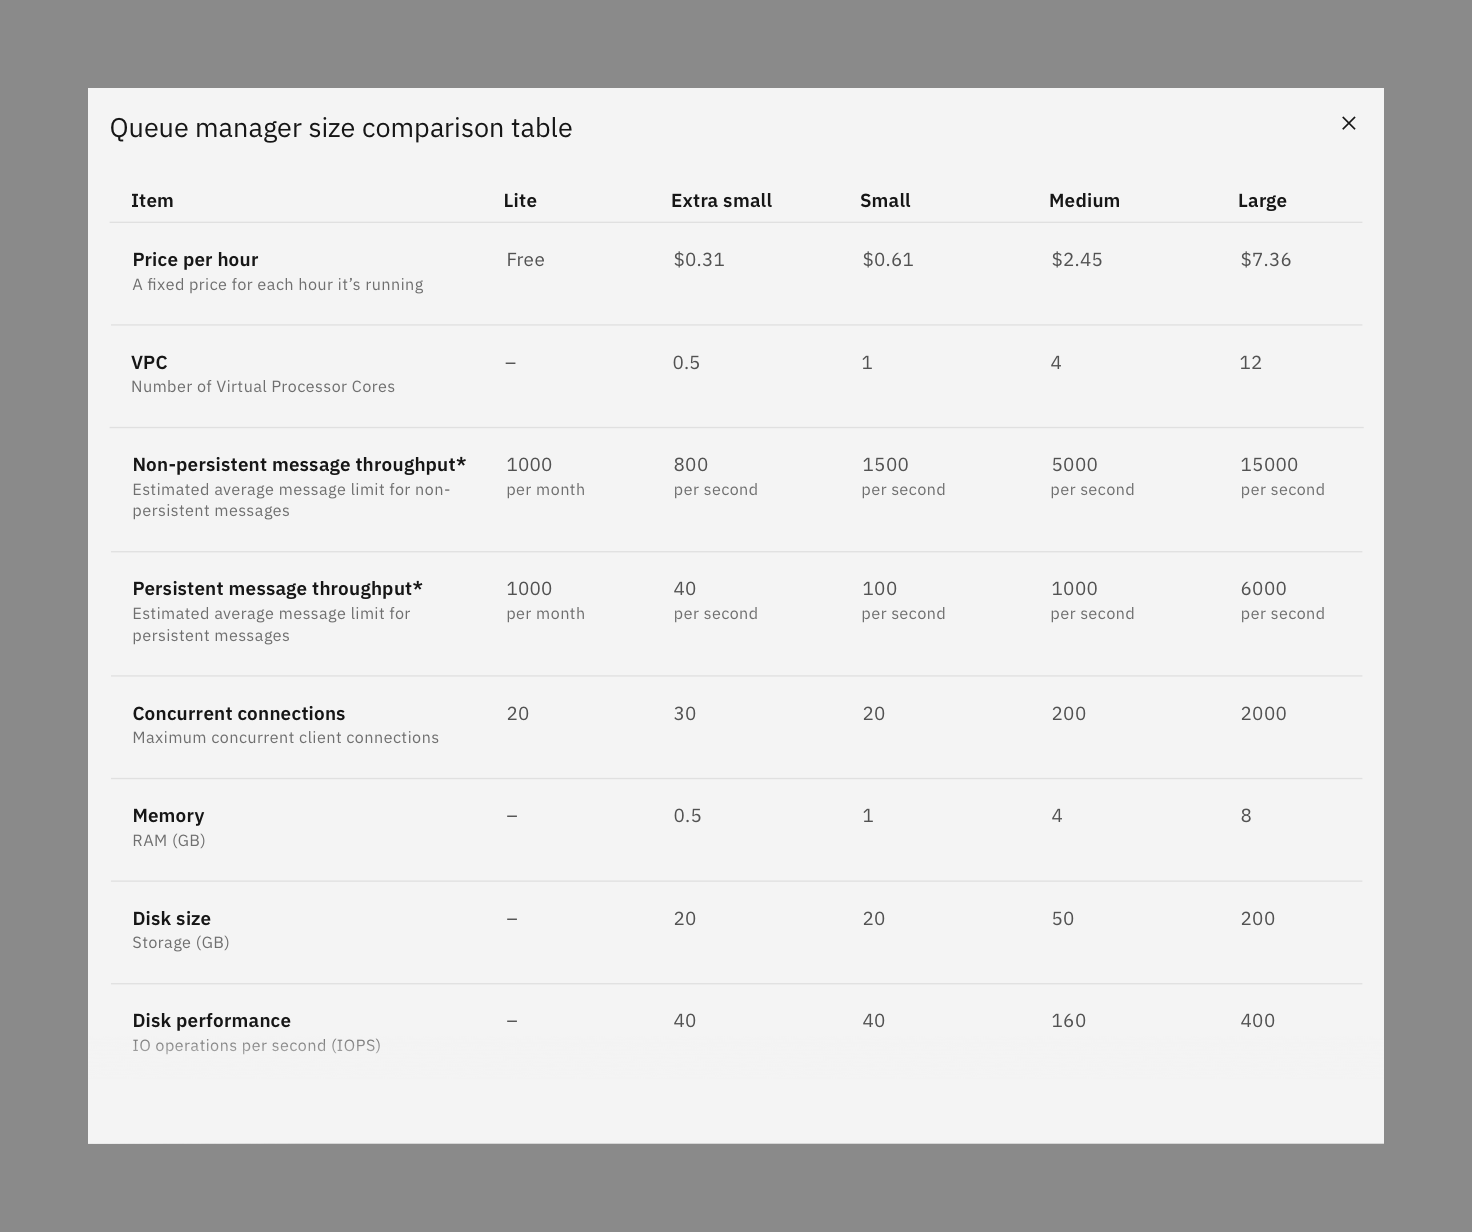 Queue manager size comparison table
Item Lite Extra small Small Medium Large
Price per hour Free $0.31 $0.61 $2.45 $7.36
A fixed price for each hour it’s running
VPC – 0.5 1 4 12
Number of Virtual Processor Cores
Non-persistent message throughput* 1000 800 1500 5000 15000
Estimated average message limit for non- per month per second per second per second per second
persistent messages
Persistent message throughput* 1000 40 100 1000 6000
Estimated average message limit for per month per second per second per second per second
persistent messages
Concurrent connections 20 30 20 200 2000
Maximum concurrent client connections
Memory – 0.5 1 4 8
RAM (GB)
Disk size – 20 20 50 200
Storage (GB)
Disk performance – 40 40 160 400
IO operations per second (IOPS)